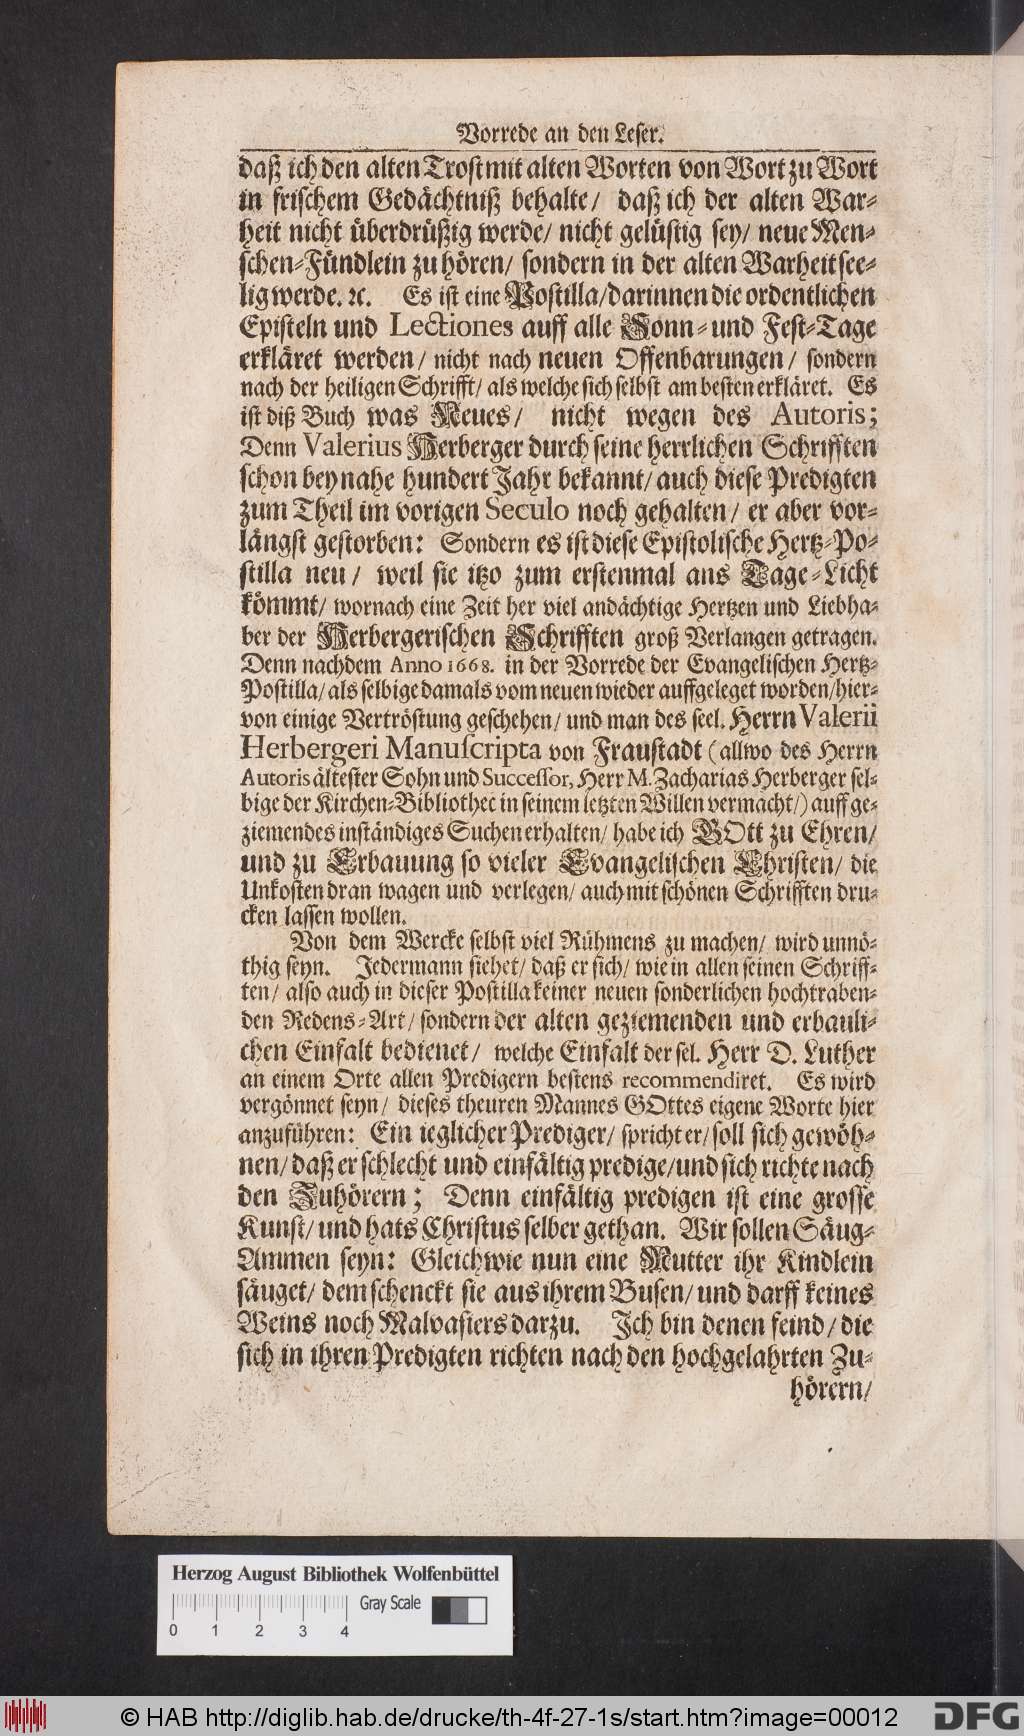 Vorrede an den Leser.
daß ich den alten Trost mit alten Worten von Wort zu Wort
in frischem Gedächtniß behalte/ daß ich der alten War-
heit nicht überdrüßig werde/ nicht gelüstig sey/ neue Men-
schen-Fündlein zu hören/ sondern in der alten Warheit see-
lig werde. ꝛc. Es ist eine Postilla/ darinnen die ordentlichen
Episteln und Lectiones auff alle Sonn- und Fest-Tage
erkläret werden/ nicht nach neuen Offenbarungen/ sondern
nach der heiligen Schrifft/ als welche sich selbst am besten erkläret. Es
ist diß Buch was Neues/ nicht wegen des Autoris;
Denn Valerius Herberger durch seine herrlichen Schrifften
schon bey nahe hundert Jahr bekannt/ auch diese Predigten
zum Theil im vorigen Seculo noch gehalten/ er aber vor-
längst gestorben: Sondern es ist diese Epistolische Hertz-Po-
stilla neu/ weil sie itzo zum erstenmal ans Tage-Licht
kömmt/ wornach eine Zeit her viel andächtige Hertzen und Liebha-
ber der Herbergerischen Schrifften groß Verlangen getragen.
Denn nachdem Anno 1668. in der Vorrede der Evangelischen Hertz-
Postilla/ als selbige damals vom neuen wieder auffgeleget worden/ hier-
von einige Vertröstung geschehen/ und man des seel. Herrn Valerii
Herbergeri Manuſcripta von Fraustadt (allwo des Herrn
Autoris ältester Sohn und Succeſſor, Herr M. Zacharias Herberger sel-
bige der Kirchen-Bibliothec in seinem letzten Willen vermacht/) auff ge-
ziemendes inständiges Suchen erhalten/ habe ich GOtt zu Ehren/
und zu Erbauung so vieler Evangelischen Christen/ die
Unkosten dran wagen und verlegen/ auch mit schönen Schrifften dru-
cken lassen wollen.
Von dem Wercke selbst viel Rühmens zu machen/ wird unnö-
thig seyn. Jedermann siehet/ daß er sich/ wie in allen seinen Schriff-
ten/ also auch in dieser Postilla keiner neuen sonderlichen hochtraben-
den Redens-Art/ sondern der alten geziemenden und erbauli-
chen Einfalt bedienet/ welche Einfalt der sel. Herr D. Luther
an einem Orte allen Predigern bestens recommendiret. Es wird
vergönnet seyn/ dieses theuren Mannes GOttes eigene Worte hier
anzuführen: Ein ieglicher Prediger/ spricht er/ soll sich gewöh-
nen/ daß er schlecht und einfältig predige/ und sich richte nach
den Zuhörern; Denn einfältig predigen ist eine grosse
Kunst/ und hats Christus selber gethan. Wir sollen Säug-
Ammen seyn: Gleichwie nun eine Mutter ihr Kindlein
säuget/ dem schenckt sie aus ihrem Busen/ und darff keines
Weins noch Malvasiers darzu. Ich bin denen feind/ die
sich in ihren Predigten richten nach den hochgelahrten Zu-
hörern/
Herzog August Bibliothek Wolfenbüttel
Gray Scale
0 1 2 3 4
© HAB http://diglib.hab.de/drucke/th-4f-27-1s/start.htm?image=00012
DFG